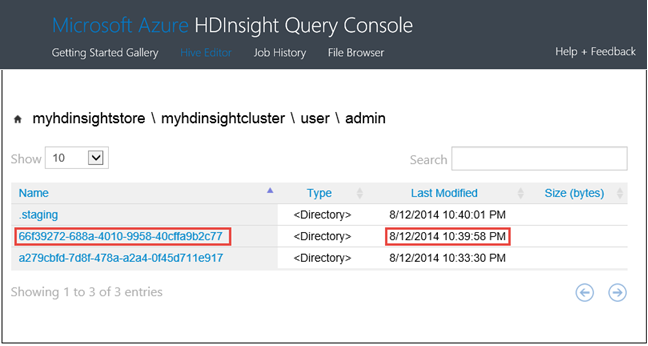 Microsoft Azure HDInsight Query Console
Getting Started Gallery Hive Editor Job History File Browser Help + Feedback
myhdinsightstore \ myhdinsightcluster \ user \ admin
Show 10 Search
Name Type Last Modified Size (bytes)
.staging <Directory> 8/12/2014 10:40:01 PM
66f39272-688a-4010-9958-40cffa9b2c77 <Directory> 8/12/2014 10:39:58 PM
a279cbfd-7d8f-478a-a2a4-0f45d711e917 <Directory> 8/12/2014 10:33:30 PM
Showing 1 to 3 of 3 entries